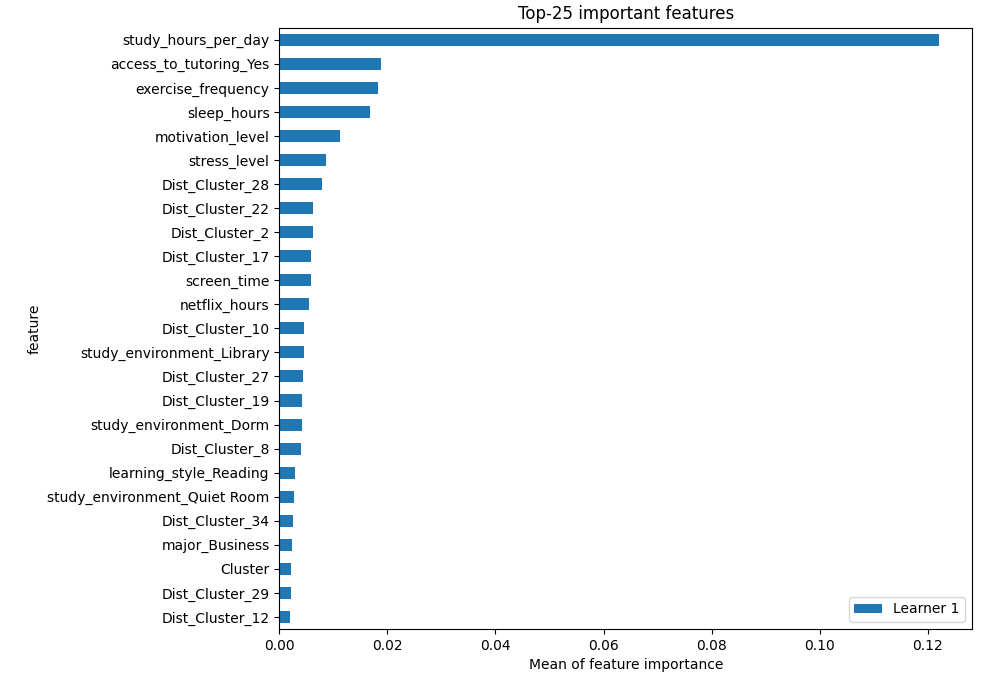 Top-25 important features
study_hours_per_day
access_to_tutoring_Yes
exercise_frequency
sleep_hours
motivation_level
stress_level
Dist_Cluster_28
Dist_Cluster_22
Dist_Cluster_2
Dist_Cluster_17
screen_time
netflix_hours
Dist_Cluster_10
study_environment_Library
Dist_Cluster_27
Dist_Cluster_19
study_environment_Dorm
Dist_Cluster_8
learning_style_Reading
study_environment_Quiet Room
Dist_Cluster_34
major_Business
Cluster
Dist_Cluster_29
Dist_Cluster_12
feature
Learner 1
0.00 0.02 0.04 0.06 0.08 0.10 0.12
Mean of feature importance